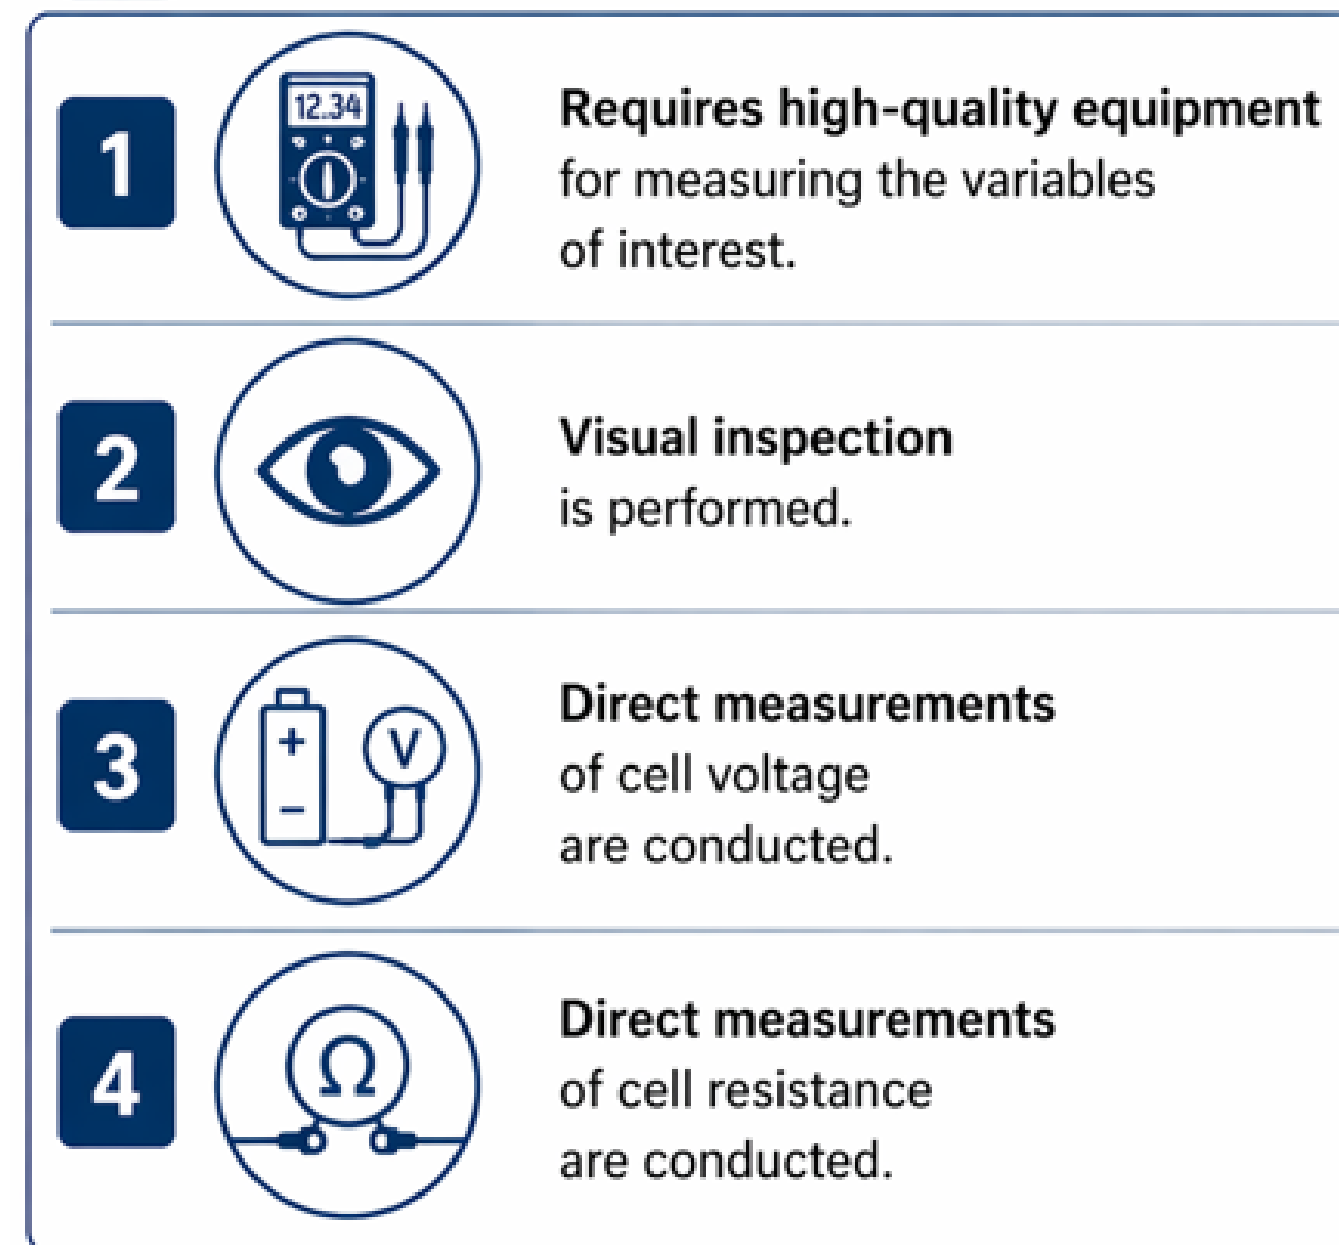 1
12.34
Requires high-quality equipment
for measuring the variables
of interest.
2
Visual inspection
is performed.
3
+
V
−
Direct measurements
of cell voltage
are conducted.
4
Ω
Direct measurements
of cell resistance
are conducted.